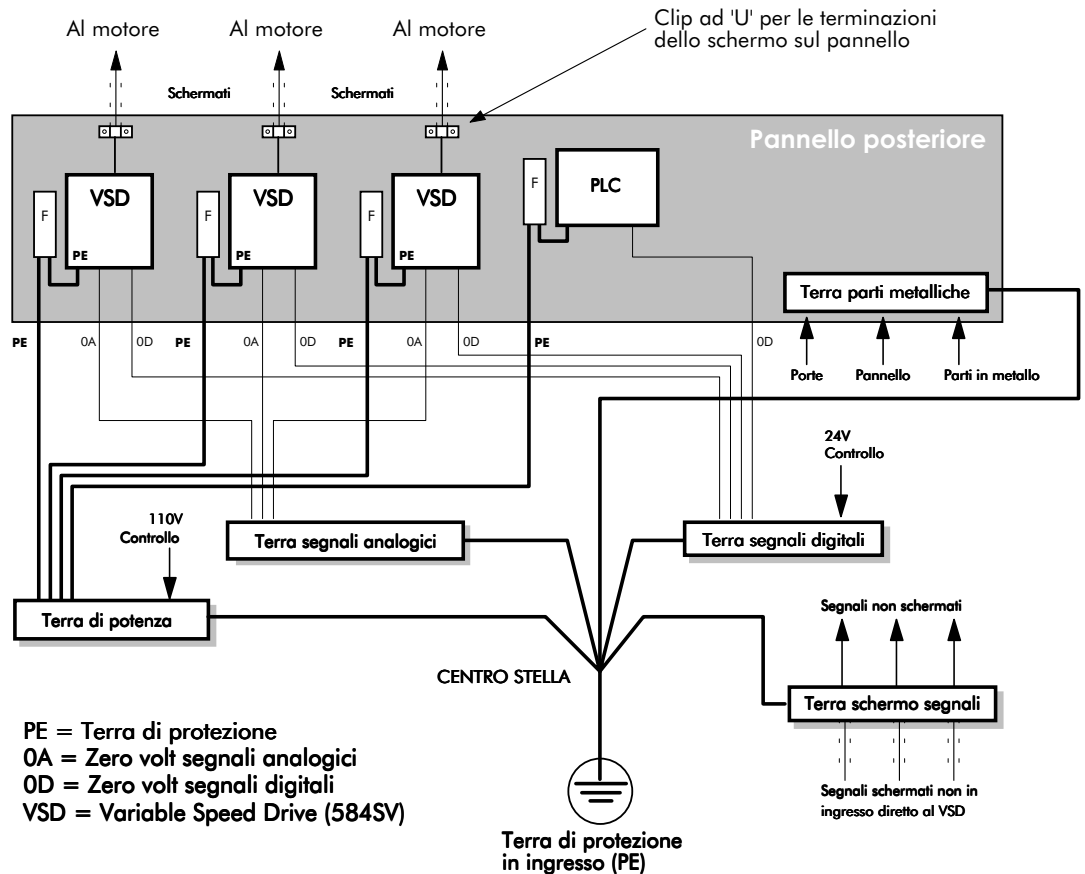 Clip ad 'U' per le terminazioni
dello schermo sul pannello
Al motore
Al motore
Al motore
Schermati
Schermati
Pannello posteriore
F
VSD
PE
F
VSD
PE
F
VSD
PE
F
PLC
Terra parti metalliche
PE
0A
0D
PE
0A
0D
PE
0A
0D
PE
0D
Porte
Pannello
Parti in metallo
24V
Controllo
110V
Controllo
Terra segnali analogici
Terra segnali digitali
Terra di potenza
Segnali non schermati
CENTRO STELLA
Terra schermo segnali
PE = Terra di protezione
0A = Zero volt segnali analogici
0D = Zero volt segnali digitali
VSD = Variable Speed Drive (584SV)
Segnali schermati non in
ingresso diretto al VSD
Terra di protezione
in ingresso (PE)